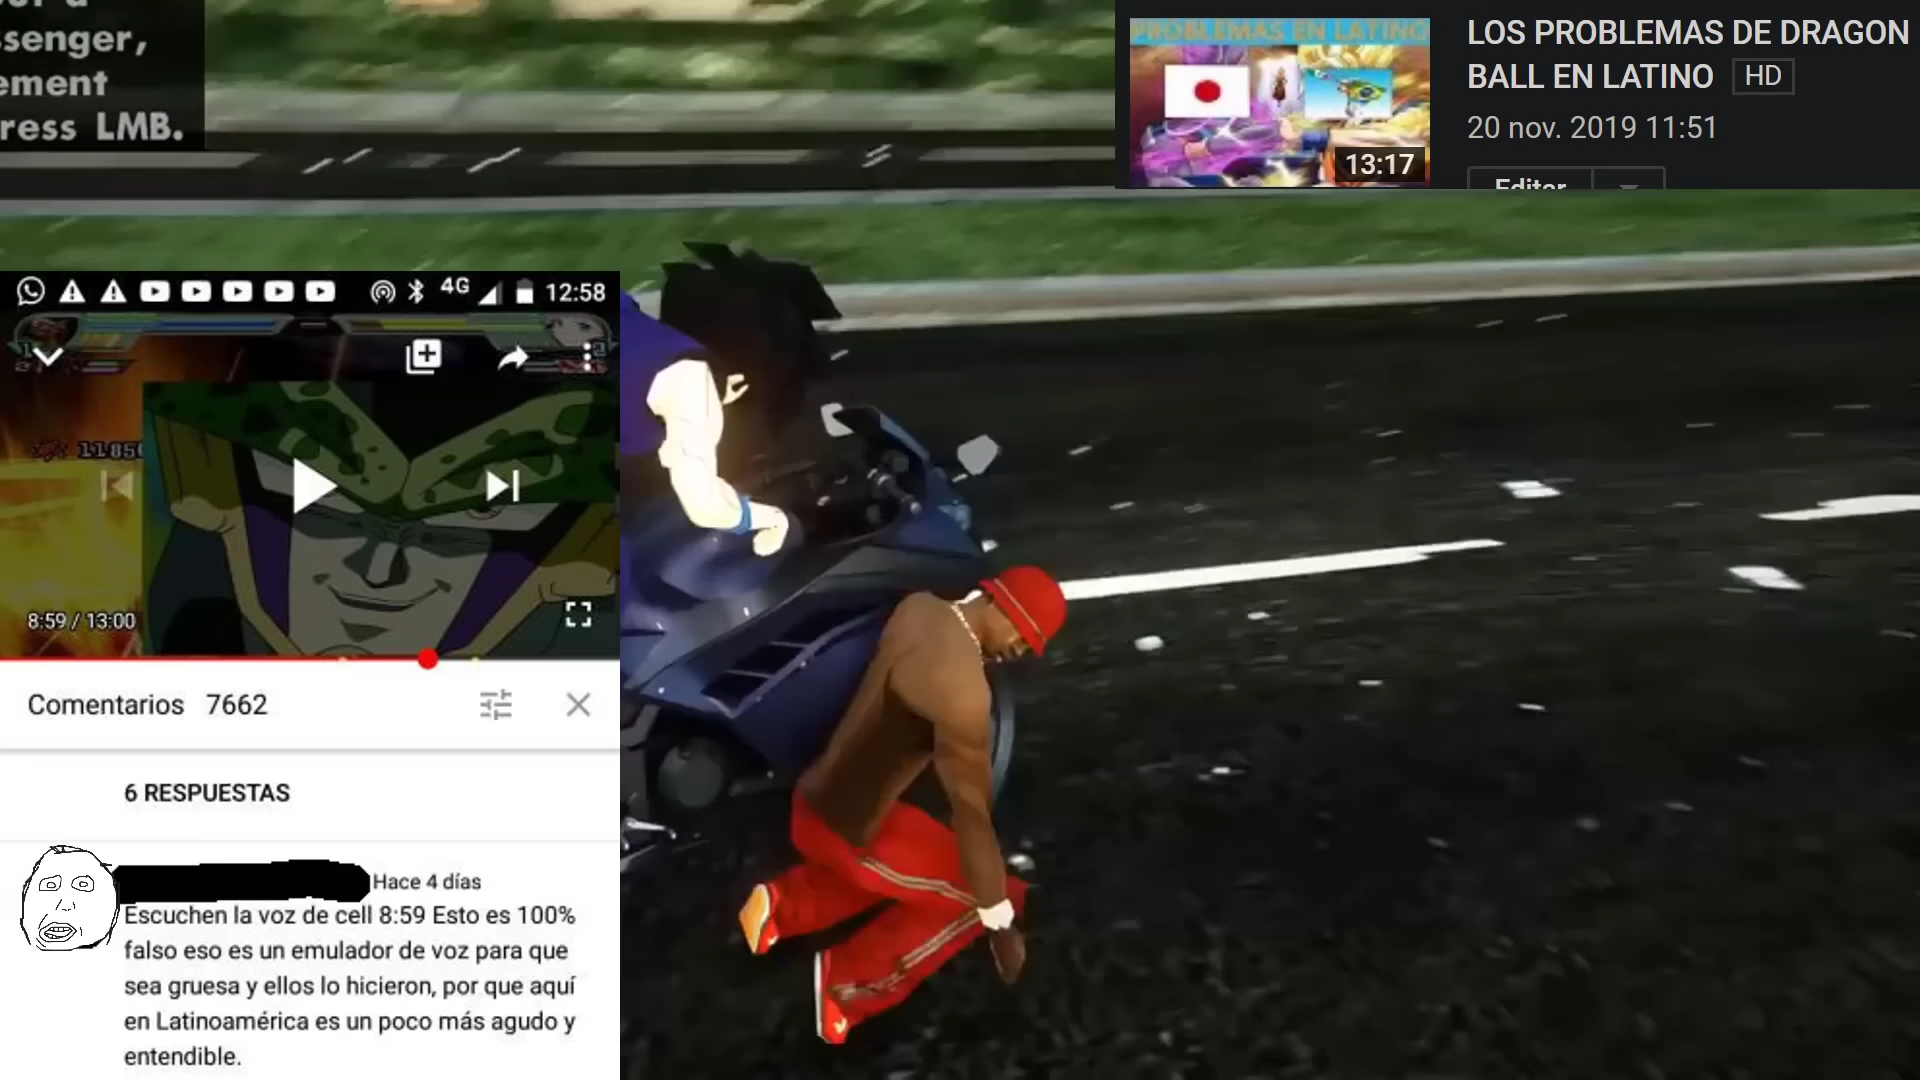 senger,
ement
ress LMB.
PROBLEMAS EN LATINO
13:17
LOS PROBLEMAS DE DRAGON
BALL EN LATINO HD
20 nov. 2019 11:51
Editar
4G 12:58
8:59 / 13:00
Comentarios 7662
6 RESPUESTAS
Hace 4 días
Escuchen la voz de cell 8:59 Esto es 100%
falso eso es un emulador de voz para que
sea gruesa y ellos lo hicieron, por que aquí
en Latinoamérica es un poco más agudo y
entendible.